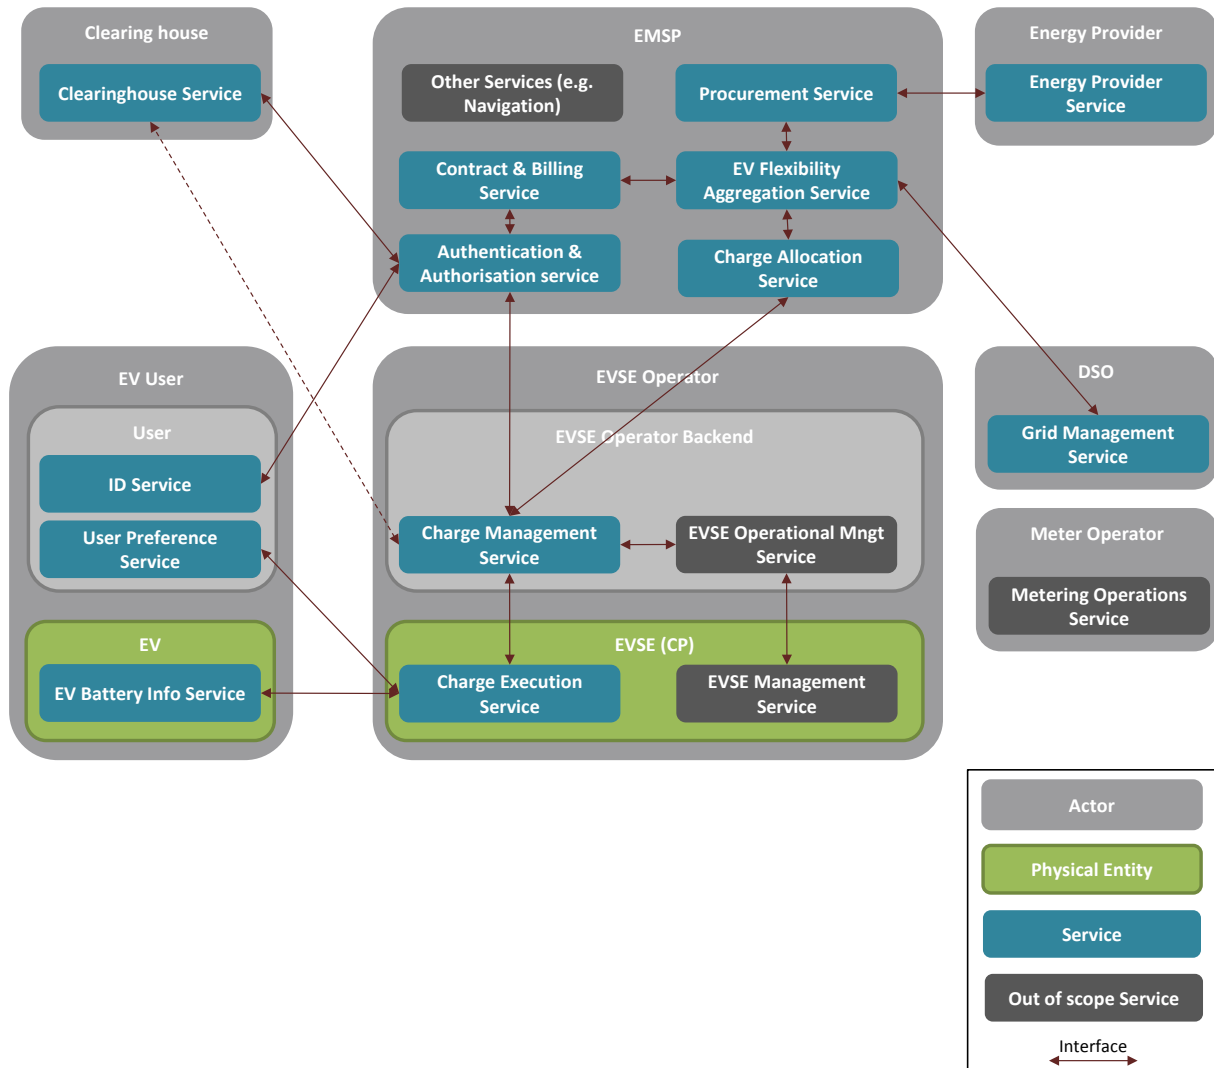 Clearing house
Clearinghouse Service
EMSP
Other Services (e.g.
Navigation)
Procurement Service
Contract & Billing
Service
EV Flexibility
Aggregation Service
Authentication &
Authorisation service
Charge Allocation
Service
Energy Provider
Energy Provider
Service
EV User
User
ID Service
User Preference
Service
EV
EV Battery Info Service
EVSE Operator
EVSE Operator Backend
Charge Management
Service
EVSE Operational Mngt
Service
EVSE (CP)
Charge Execution
Service
EVSE Management
Service
DSO
Grid Management
Service
Meter Operator
Metering Operations
Service
Actor
Physical Entity
Service
Out of scope Service
Interface